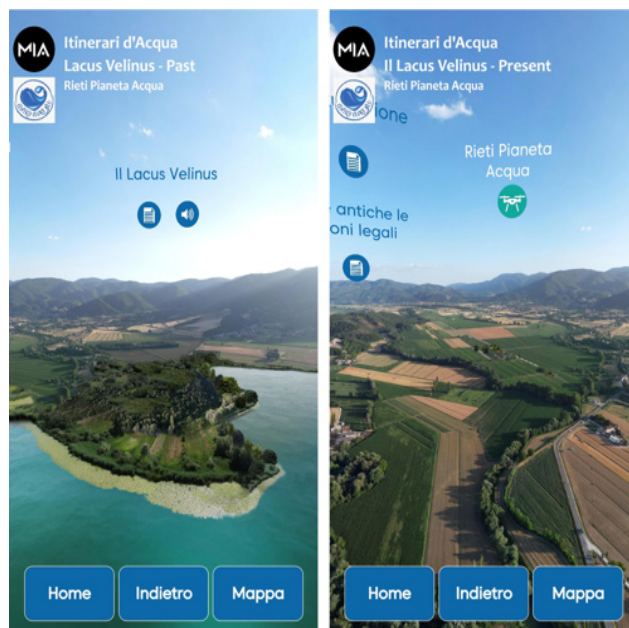 MIA
Itinerari d'Acqua
Lacus Velinus - Past
Rieti Pianeta Acqua
Il Lacus Velinus
Home
Indietro
Mappa
MIA
Itinerari d'Acqua
Il Lacus Velinus - Present
Rieti Pianeta Acqua
Rieti Pianeta
Acqua
antiche le
oni legali
Home
Indietro
Mappa